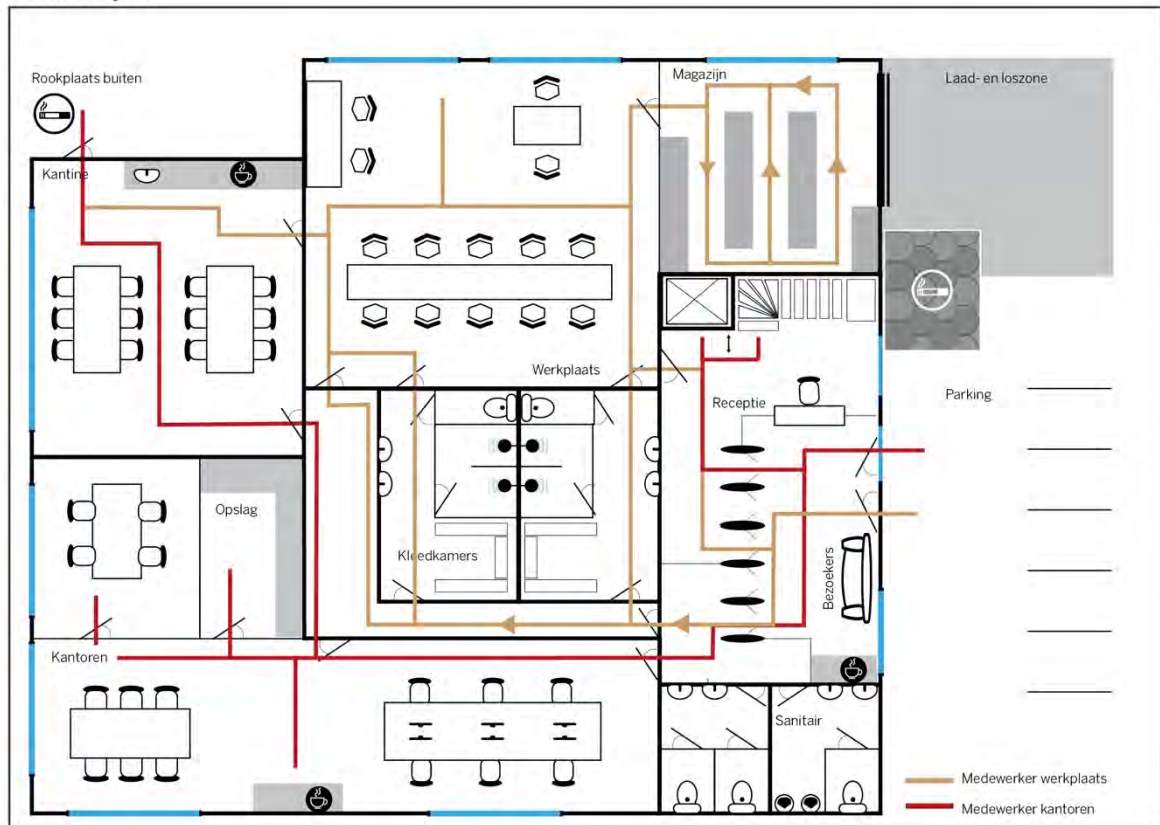 Rookplaats buiten
Magazijn
Laad- en loszone
Kantine
Werkplaats
Receptie
Parking
Opslag
Kleedkamers
Bezoekers
Kantoren
Sanitair
Medewerker werkplaats
Medewerker kantoren